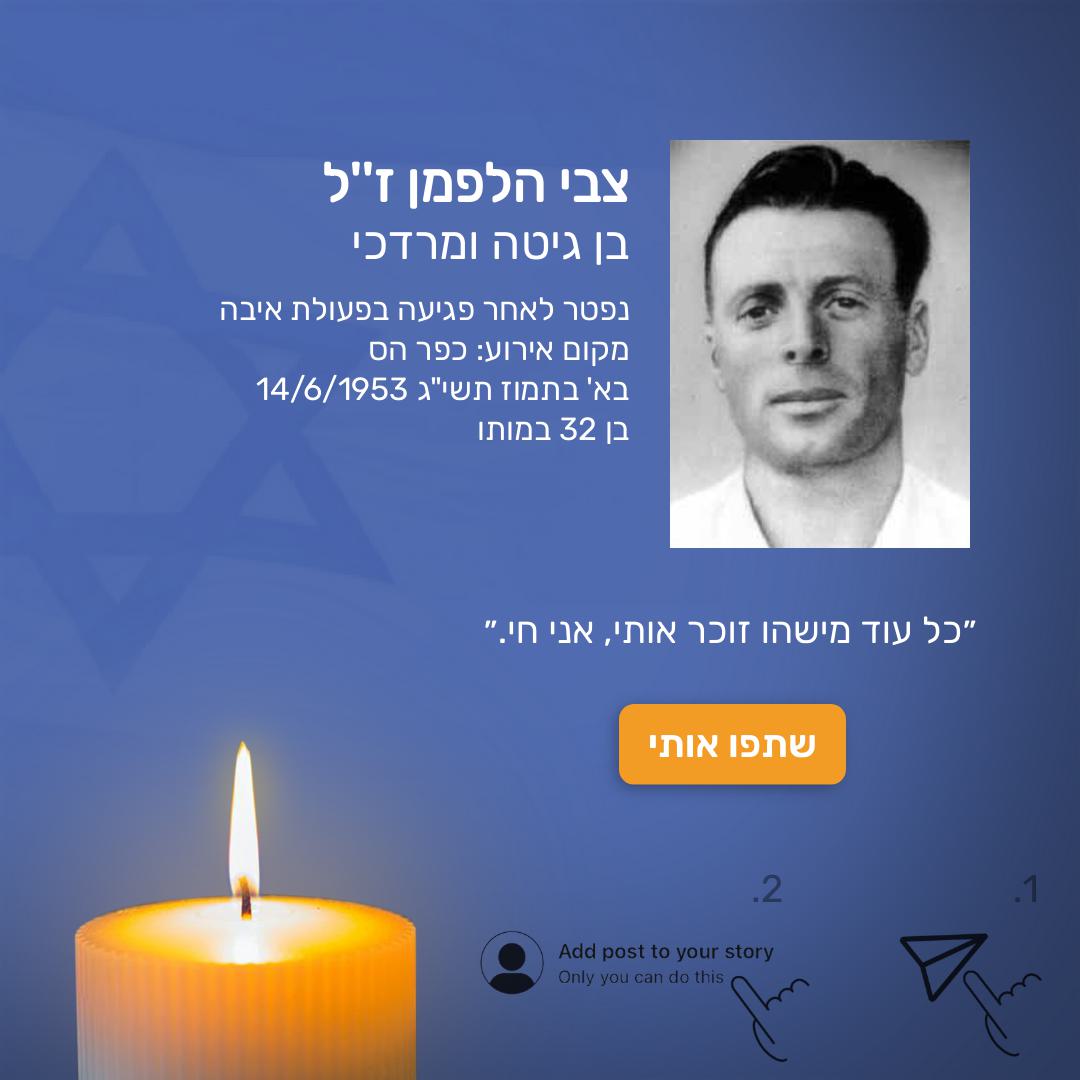 צבי הלפמן ז"ל
בן גיטה ומרדכי
נפטר לאחר פגיעה בפעולת איבה
מקום אירוע: כפר הס
בא' בתמוז תשי"ג 14/6/1953
בן 32 במותו
״כל עוד מישהו זוכר אותי, אני חי.״
שתפו אותי
1.
2.
Add post to your story
Only you can do this